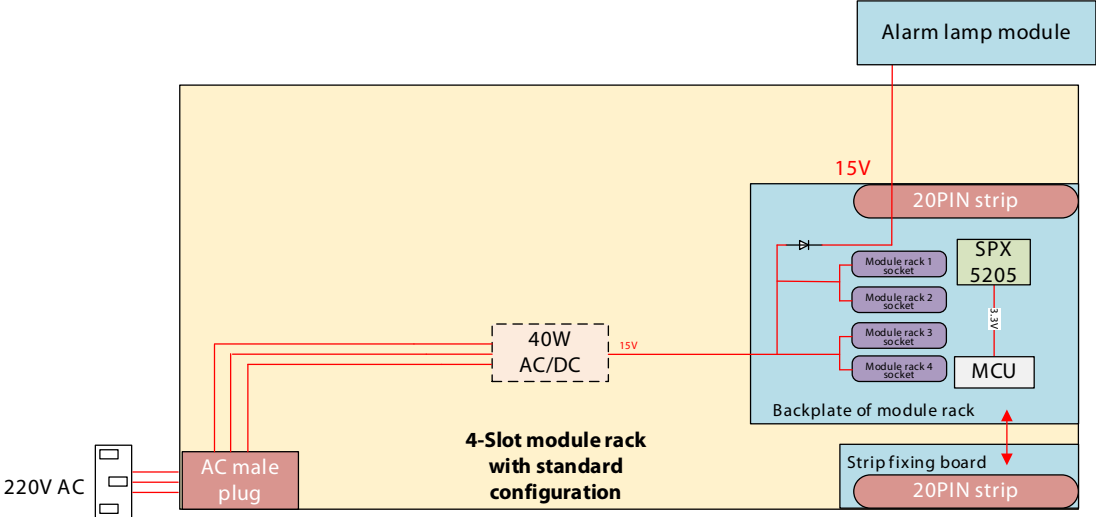 Alarm lamp module
15V
20PIN strip
SPX
5205
Module rack 1
socket
Module rack 2
socket
3.3V
Module rack 3
socket
Module rack 4
socket
MCU
40W
AC/DC
15V
Backplate of module rack
4-Slot module rack
with standard
configuration
Strip fixing board
20PIN strip
AC male
plug
220V AC